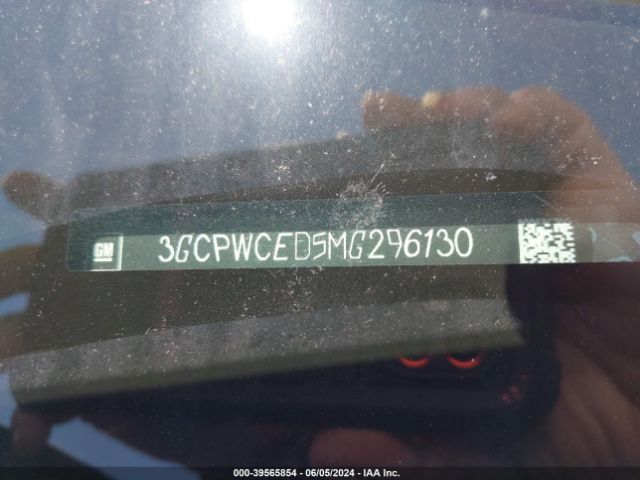 GM 3GCPWCED5MG296130
000-39565854 / 06/05/2024 - IAA Inc.